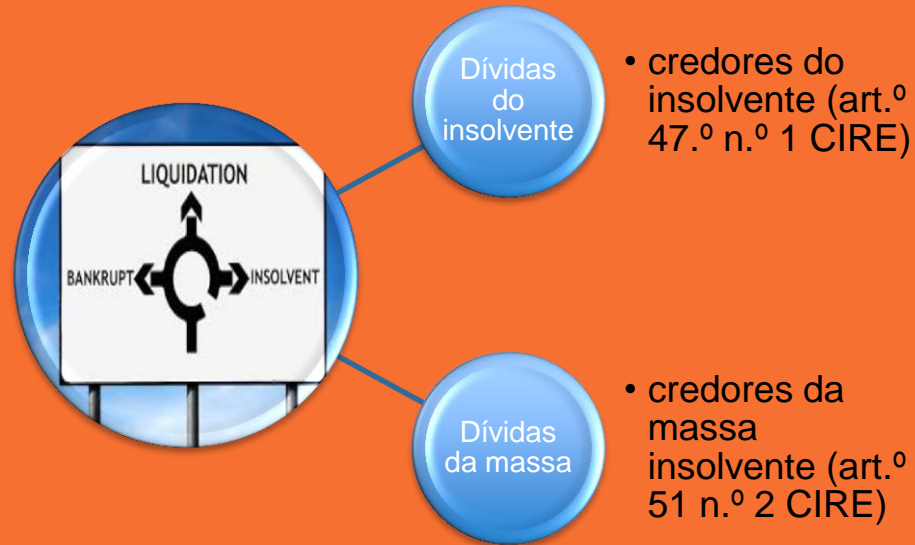 LIQUIDATION
BANKRUPT
INSOLVENT
Dívidas
do
insolvente
• credores do
insolvente (art.º
47.º n.º 1 CIRE)
Dívidas
da massa
• credores da
massa
insolvente (art.º
51 n.º 2 CIRE)